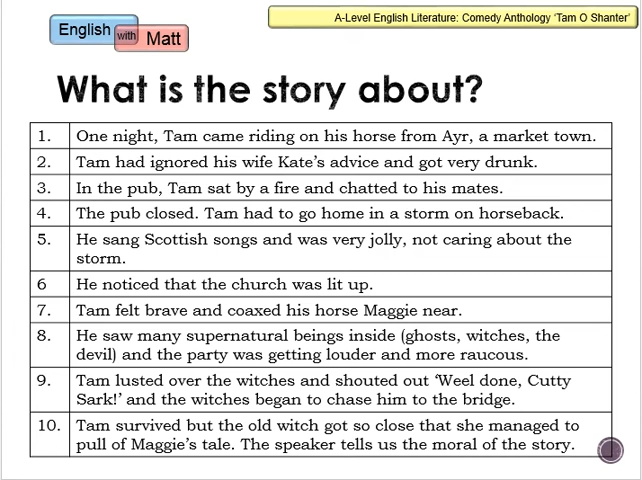 English
with
Matt
A-Level English Literature: Comedy Anthology 'Tam O Shanter'
What is the story about?
1. One night, Tam came riding on his horse from Ayr, a market town.
2. Tam had ignored his wife Kate's advice and got very drunk.
3. In the pub, Tam sat by a fire and chatted to his mates.
4. The pub closed. Tam had to go home in a storm on horseback.
5. He sang Scottish songs and was very jolly, not caring about the
storm.
6 He noticed that the church was lit up.
7. Tam felt brave and coaxed his horse Maggie near.
8. He saw many supernatural beings inside (ghosts, witches, the
devil) and the party was getting louder and more raucous.
9. Tam lusted over the witches and shouted out 'Weel done, Cutty
Sark!' and the witches began to chase him to the bridge.
10. Tam survived but the old witch got so close that she managed to
pull of Maggie's tale. The speaker tells us the moral of the story.